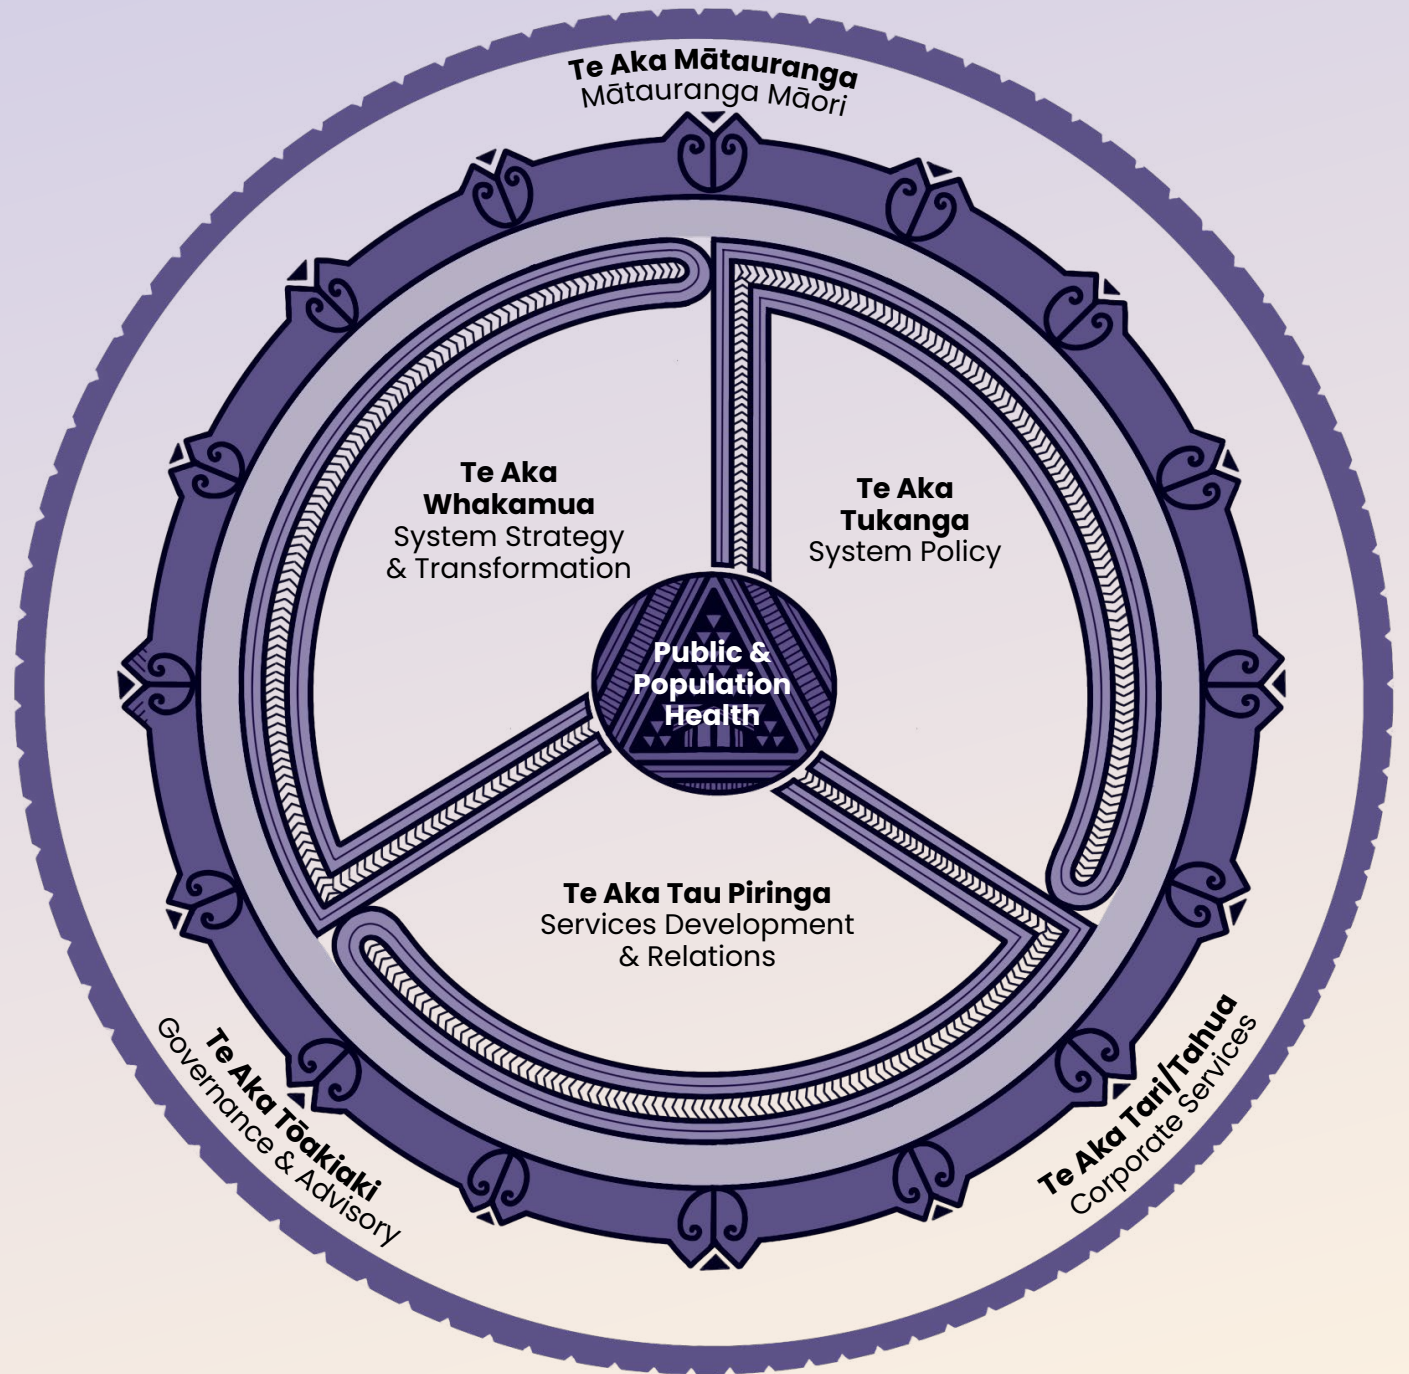 Te Aka Mātauranga
Mātauranga Māori
Te Aka
Whakamua
System Strategy
& Transformation
Te Aka
Tukanga
System Policy
Public &
Population
Health
Te Aka Tau Piringa
Services Development
& Relations
Te Aka Tōakiaki
Governance & Advisory
Te Aka Tari/Tahua
Corporate Services